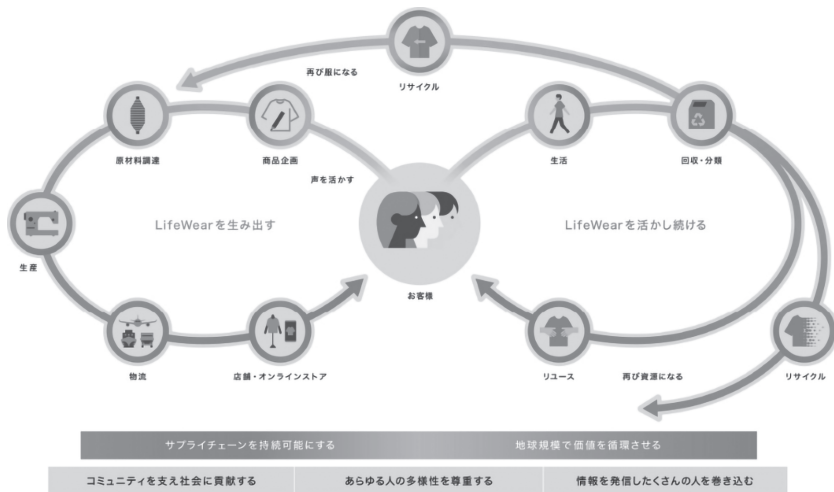 再び服になる
リサイクル
原材料調達
商品企画
生活
回収・分類
声を活かす
LifeWearを生み出す
LifeWearを活かし続ける
生産
お客様
物流
店舗・オンラインストア
リユース
再び資源になる
リサイクル
サプライチェーンを持続可能にする
地球規模で価値を循環させる
コミュニティを支え社会に貢献する
あらゆる人の多様性を尊重する
情報を発信したくさんの人を巻き込む